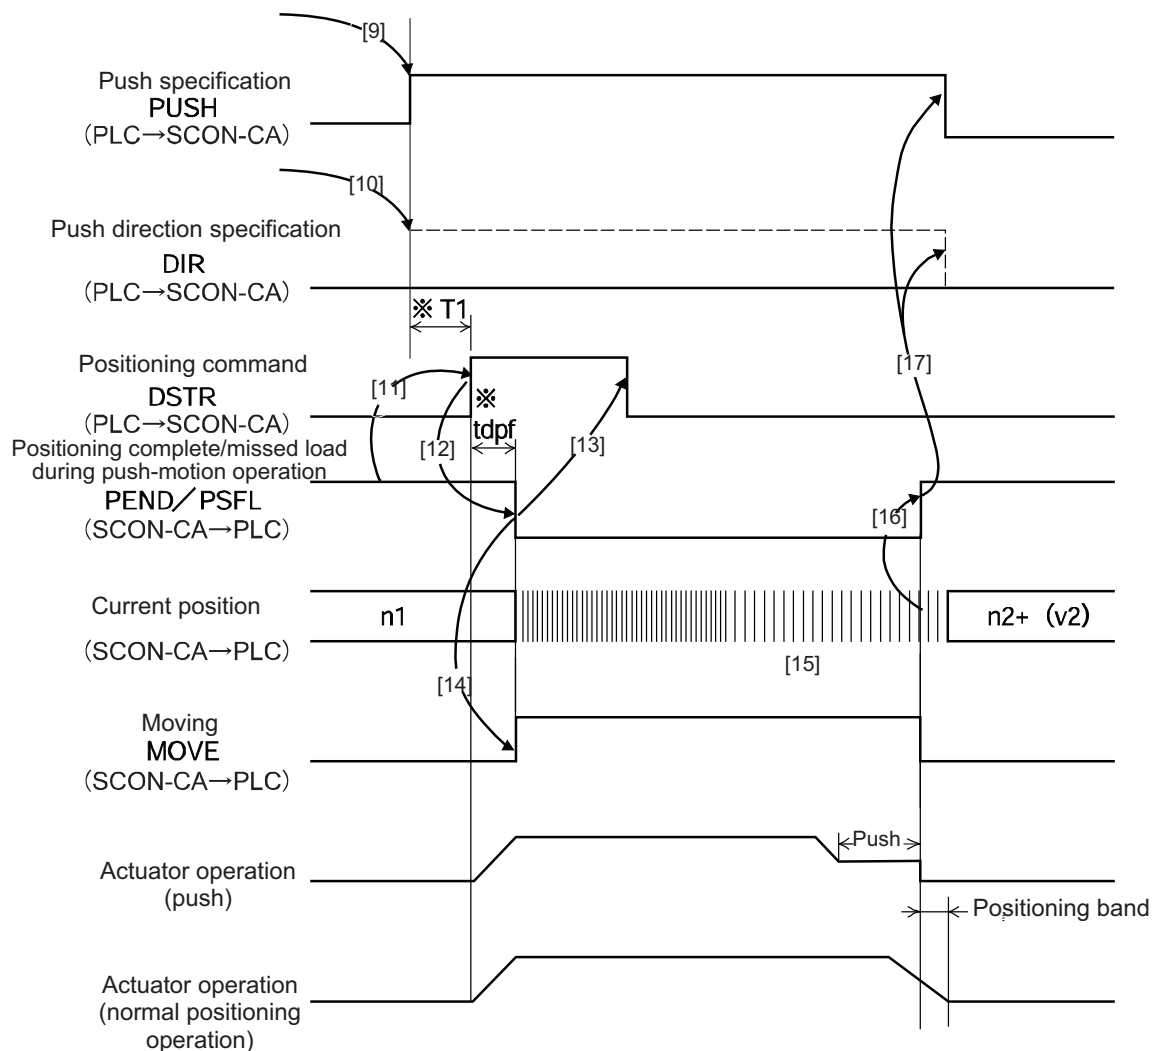 [9]
Push specification
PUSH
(PLC→SCON-CA)
[10]
Push direction specification
DIR
(PLC→SCON-CA)
※ T1
Positioning command
DSTR
(PLC→SCON-CA)
[11]
※
tdpf
[12]
[13]
[17]
Positioning complete/missed load
during push-motion operation
PEND/PSFL
(SCON-CA→PLC)
[16]
Current position
(SCON-CA→PLC)
n1
n2+ (v2)
[15]
[14]
Moving
MOVE
(SCON-CA→PLC)
Push
Actuator operation
(push)
Positioning band
Actuator operation
(normal positioning
operation)